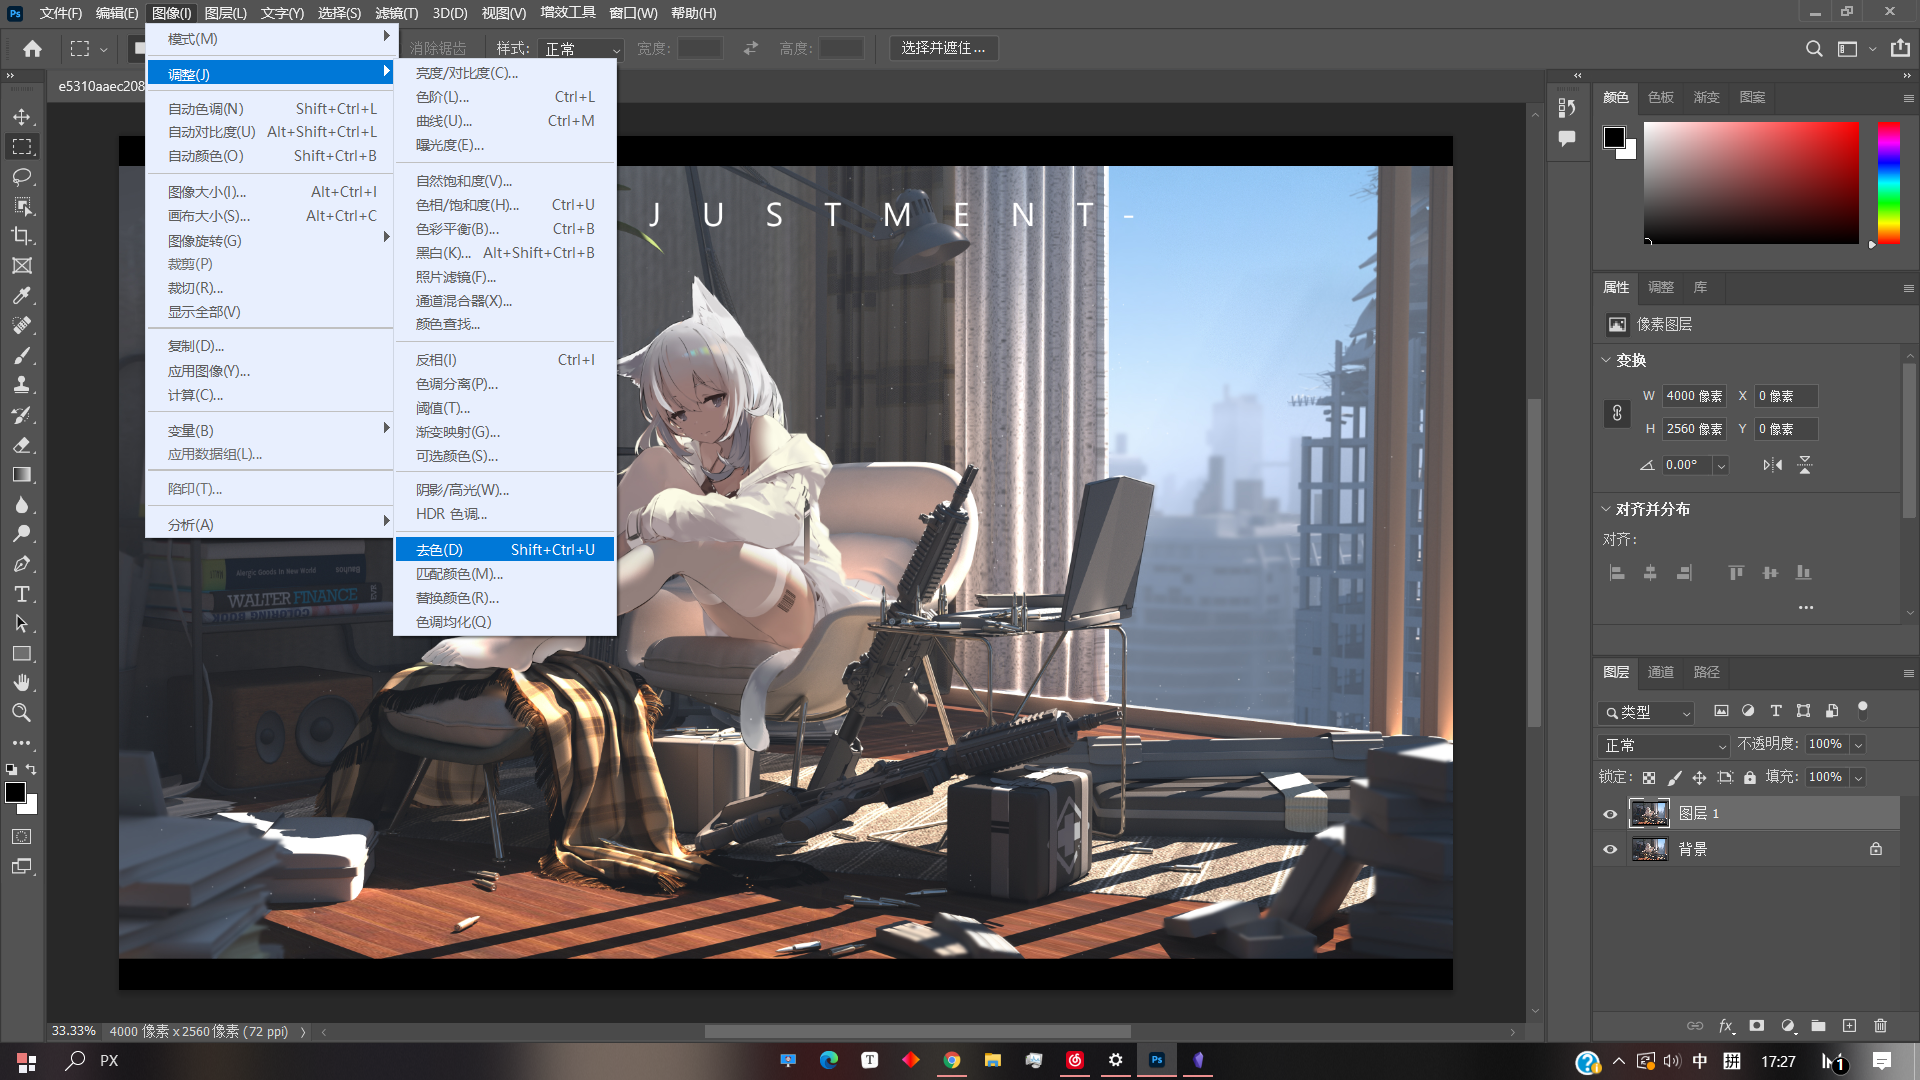 Ps 文件(F) 编辑(E) 图像(I) 图层(L) 文字(Y) 选择(S) 滤镜(T) 3D(D) 视图(V) 增效工具 窗口(W) 帮助(H)
消除锯齿 样式: 正常 宽度: 高度: 选择并遮住...
e5310aaec208
模式(M)
调整(J)
自动色调(N) Shift+Ctrl+L
自动对比度(U) Alt+Shift+Ctrl+L
自动颜色(O) Shift+Ctrl+B
图像大小(I)... Alt+Ctrl+I
画布大小(S)... Alt+Ctrl+C
图像旋转(G)
裁剪(P)
裁切(R)...
显示全部(V)
复制(D)...
应用图像(Y)...
计算(C)...
变量(B)
应用数据组(L)...
陷印(T)...
分析(A)
亮度/对比度(C)...
色阶(L)... Ctrl+L
曲线(U)... Ctrl+M
曝光度(E)...
自然饱和度(V)...
色相/饱和度(H)... Ctrl+U
色彩平衡(B)... Ctrl+B
黑白(K)... Alt+Shift+Ctrl+B
照片滤镜(F)...
通道混合器(X)...
颜色查找...
反相(I) Ctrl+I
色调分离(P)...
阈值(T)...
渐变映射(G)...
可选颜色(S)...
阴影/高光(W)...
HDR 色调...
去色(D) Shift+Ctrl+U
匹配颜色(M)...
替换颜色(R)...
色调均化(Q)
JUSTMENT-
Allergic Goods In New World
WALTER FINANCE
COLORING BOOK
颜色 色板 渐变 图案
属性 调整 库
像素图层
变换
W 4000 像素 X 0 像素
H 2560 像素 Y 0 像素
0.00°
对齐并分布
对齐:
图层 通道 路径
类型
正常 不透明度: 100%
锁定: 填充: 100%
图层 1
背景
33.33% 4000 像素 x 2560 像素 (72 ppi)
PX
T
Ps
中 拼 17:27 1